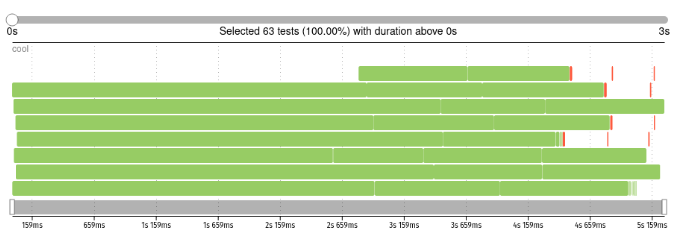 0s Selected 63 tests (100.00%) with duration above 0s 3s
cool
159ms 659ms 1s 159ms 1s 659ms 2s 159ms 2s 659ms 3s 159ms 3s 659ms 4s 159ms 4s 659ms 5s 159ms